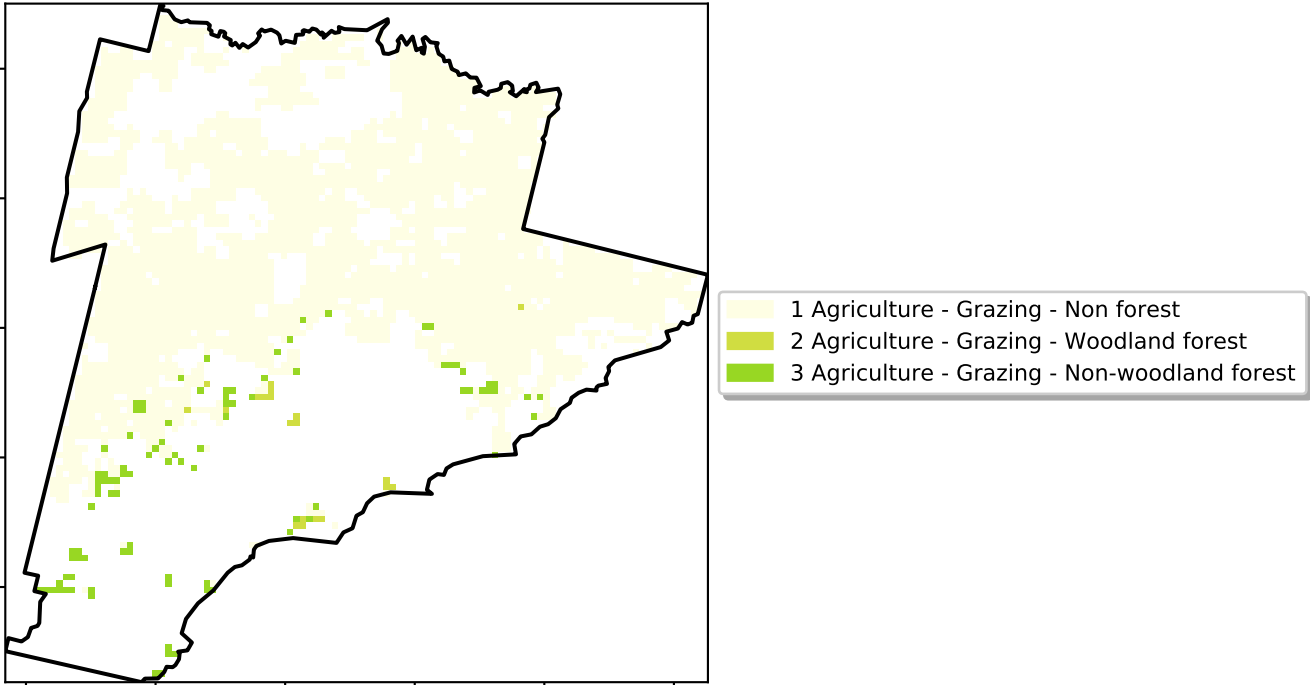 1 Agriculture - Grazing - Non forest
2 Agriculture - Grazing - Woodland forest
3 Agriculture - Grazing - Non-woodland forest